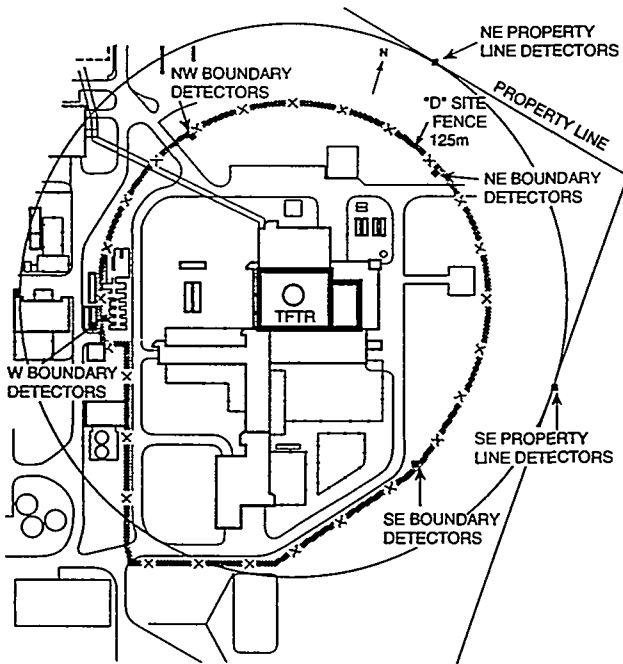 NE PROPERTY
LINE DETECTORS
N
NW BOUNDARY
DETECTORS
PROPERTY LINE
"D" SITE
FENCE
125m
NE BOUNDARY
DETECTORS
TFTR
W BOUNDARY
DETECTORS
SE PROPERTY
LINE DETECTORS
SE BOUNDARY
DETECTORS